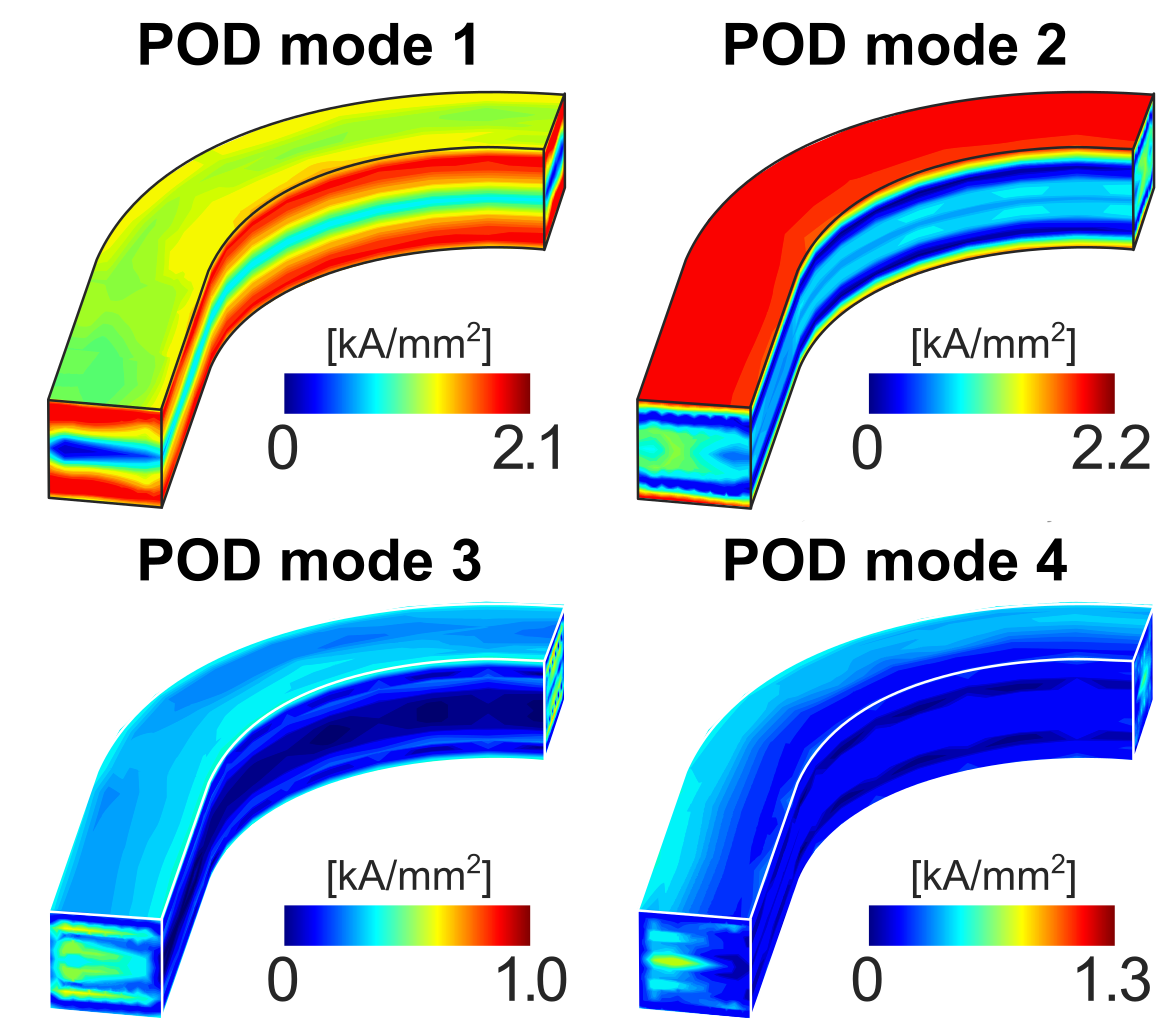 POD mode 1
POD mode 2
[kA/mm²]
[kA/mm²]
0 2.1
0 2.2
POD mode 3
POD mode 4
[kA/mm²]
[kA/mm²]
0 1.0
0 1.3